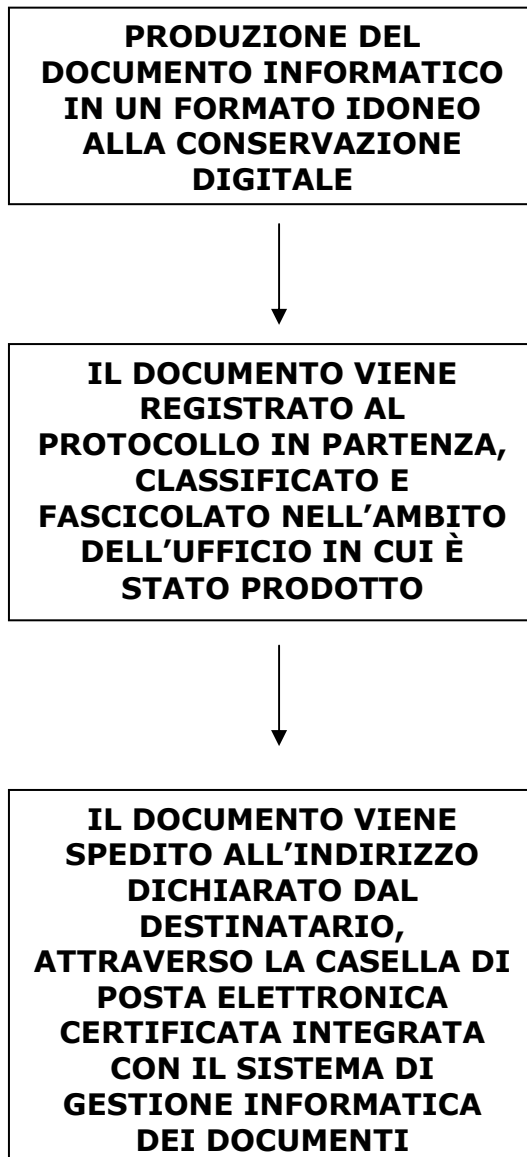 PRODUZIONE DEL
DOCUMENTO INFORMATICO
IN UN FORMATO IDONEO
ALLA CONSERVAZIONE
DIGITALE
IL DOCUMENTO VIENE
REGISTRATO AL
PROTOCOLLO IN PARTENZA,
CLASSIFICATO E
FASCICOLATO NELL’AMBITO
DELL’UFFICIO IN CUI È
STATO PRODOTTO
IL DOCUMENTO VIENE
SPEDITO ALL’INDIRIZZO
DICHIARATO DAL
DESTINATARIO,
ATTRAVERSO LA CASELLA DI
POSTA ELETTRONICA
CERTIFICATA INTEGRATA
CON IL SISTEMA DI
GESTIONE INFORMATICA
DEI DOCUMENTI